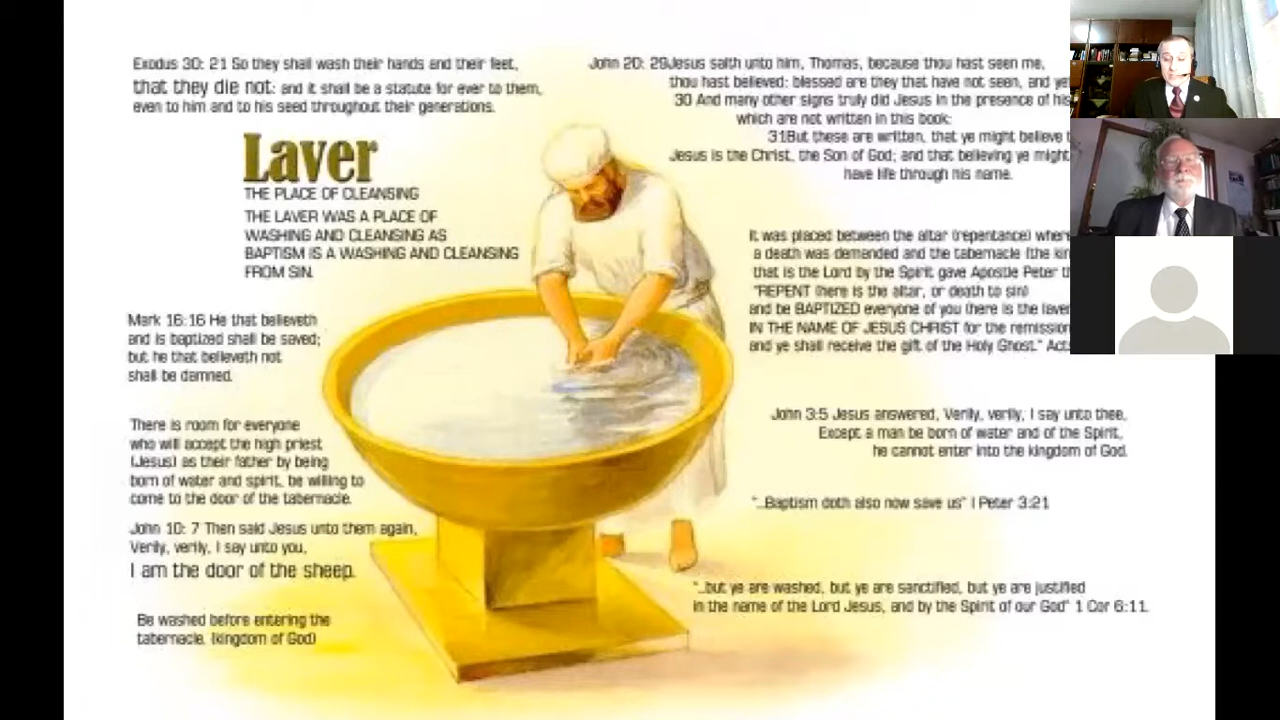 Exodus 30: 21 So they shall wash their hands and their feet,
that they die not: and it shall be a statute for ever to them,
even to him and to his seed throughout their generations.
Laver
THE PLACE OF CLEANSING
THE LAVER WAS A PLACE OF
WASHING AND CLEANSING AS
BAPTISM IS A WASHING AND CLEANSING
FROM SIN.
Mark 16:16 He that believeth
and is baptized shall be saved;
but he that believeth not
shall be damned.
There is room for everyone
who will accept the high priest
(Jesus) as their father by being
born of water and spirit, be willing to
come to the door of the tabernacle.
John 10: 7 Then said Jesus unto them again,
Verily, verily, I say unto you,
I am the door of the sheep.
Be washed before entering the
tabernacle. (kingdom of God)
John 20: 29Jesus saith unto him, Thomas, because thou hast seen me,
thou hast believed: blessed are they that have not seen, and
30 And many other signs truly did Jesus in the presence of his
which are not written in this book:
31But these are written, that ye might believe
Jesus is the Christ, the Son of God; and that believing ye might
have life through his name.
It was placed between the altar (repentance) where
a death was demanded and the tabernacle (the
that is the Lord by the Spirit gave Apostle Peter
"REPENT (here is the altar, or death to sin)
and be BAPTIZED everyone of you (here is the laver
IN THE NAME OF JESUS CHRIST for the remission
and ye shall receive the gift of the Holy Ghost." Acts
John 3:5 Jesus answered, Verily, verily, I say unto thee,
Except a man be born of water and of the Spirit,
he cannot enter into the kingdom of God.
"...Baptism doth also now save us" I Peter 3:21
"...but ye are washed, but ye are sanctified, but ye are justified
in the name of the Lord Jesus, and by the Spirit of our God" 1 Cor 6:11.